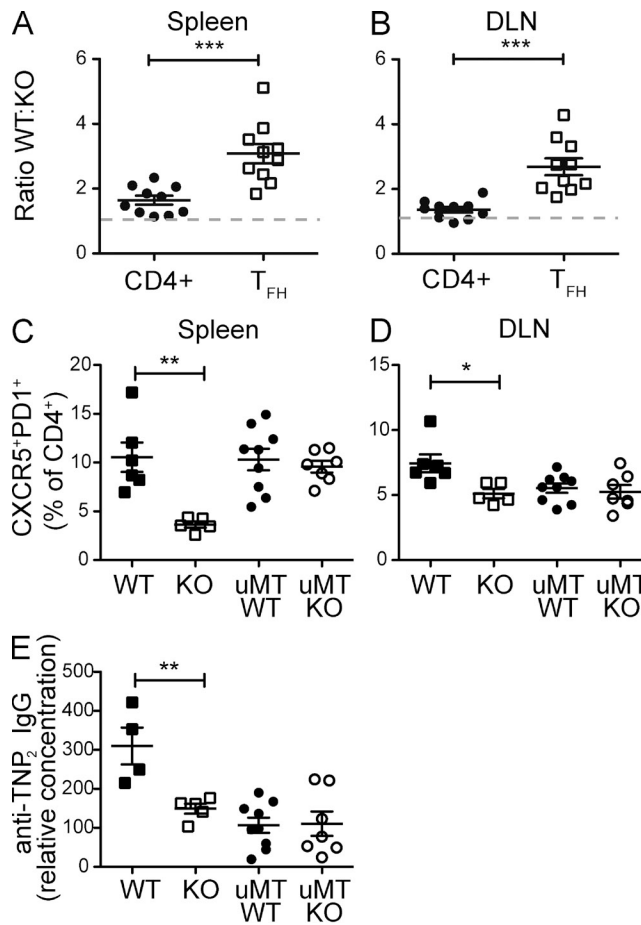 A Spleen
B DLN
Ratio WT:KO
***
***
6
4
2
0
6
4
2
0
CD4+ TFH
CD4+ TFH
C Spleen
D DLN
CXCR5+PD1+
(% of CD4+)
**
*
20
15
10
5
0
15
10
5
0
WT KO uMT WT uMT KO
WT KO uMT WT uMT KO
E
anti-TNP2 IgG
(relative concentration)
**
500
400
300
200
100
0
WT KO uMT WT uMT KO